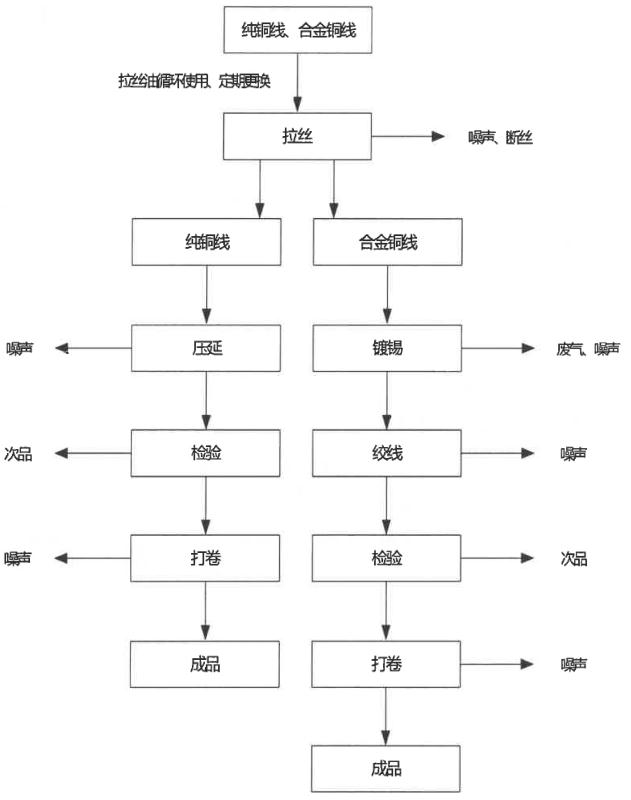 纯铜线、合金铜线
拉丝油循环使用、定期更换
拉丝
噪声、断丝
纯铜线
合金铜线
噪声
压延
镀锡
废气、噪声
次品
检验
绞线
噪声
噪声
打卷
检验
次品
成品
打卷
噪声
成品